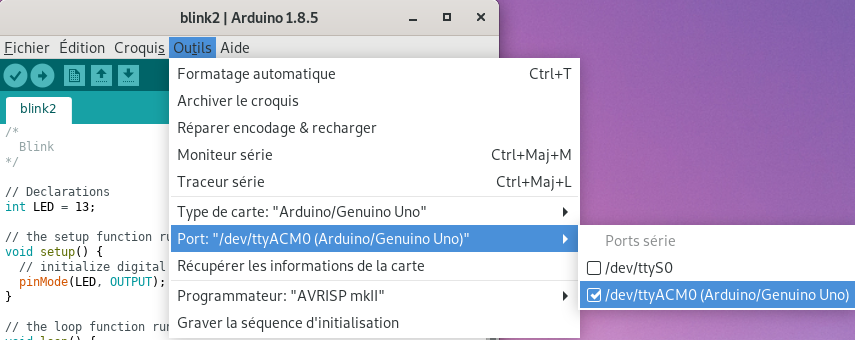 blink2 | Arduino 1.8.5
Fichier Édition Croquis Outils Aide
blink2
/*
Blink
*/
// Declarations
int LED = 13;
// the setup function ru
void setup() {
// initialize digital
pinMode(LED, OUTPUT);
}
// the loop function run
void loop() {
Formatage automatique Ctrl+T
Archiver le croquis
Réparer encodage & recharger
Moniteur série Ctrl+Maj+M
Traceur série Ctrl+Maj+L
Type de carte: "Arduino/Genuino Uno"
Port: "/dev/ttyACM0 (Arduino/Genuino Uno)"
Récupérer les informations de la carte
Programmateur: "AVRISP mkII"
Graver la séquence d'initialisation
Ports série
/dev/ttyS0
/dev/ttyACM0 (Arduino/Genuino Uno)